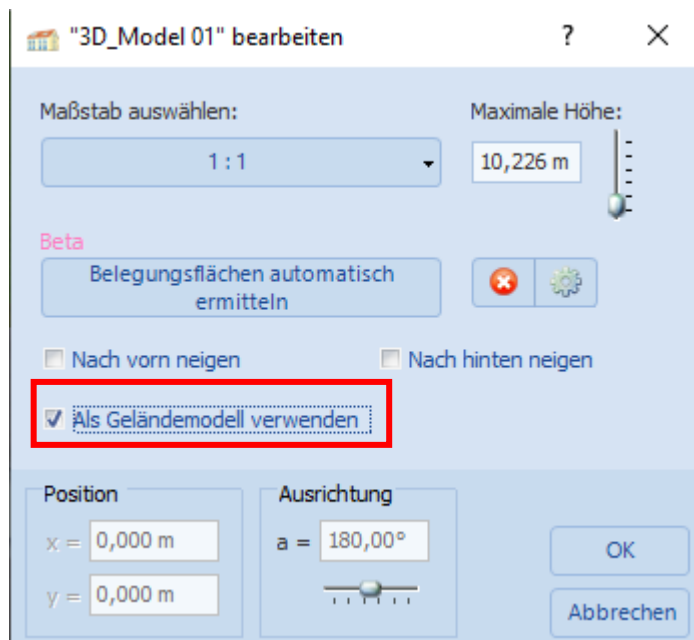 "3D_Model 01" bearbeiten
?
Maßstab auswählen:
Maximale Höhe:
1 : 1
10,226 m
Beta
Belegungsflächen automatisch
ermitteln
Nach vorn neigen
Nach hinten neigen
Als Geländemodell verwenden
Position
Ausrichtung
x = 0,000 m
a = 180,00°
y = 0,000 m
OK
Abbrechen